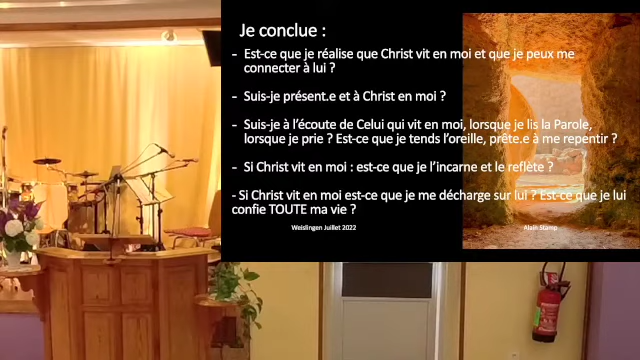 Je conclue :
- Est-ce que je réalise que Christ vit en moi et que je peux me
connecter à lui ?
- Suis-je présent.e et à Christ en moi ?
- Suis-je à l'écoute de Celui qui vit en moi, lorsque je lis la Parole,
lorsque je prie ? Est-ce que je tends l'oreille, prête.e à me repentir ?
- Si Christ vit en moi : est-ce que je l'incarne et le reflète ?
- Si Christ vit en moi est-ce que je me décharge sur lui ? Est-ce que je lui
confie TOUTE ma vie ?
Weislingen Juillet 2022
Alain Stamp